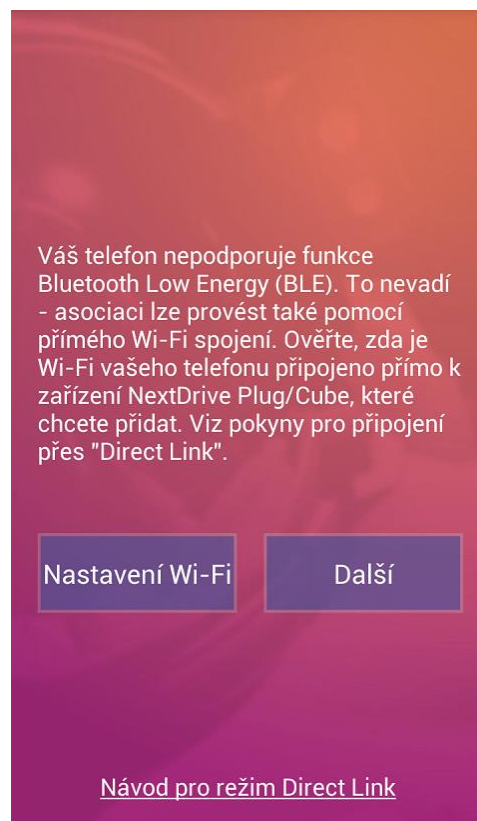 Váš telefon nepodporuje funkce
Bluetooth Low Energy (BLE). To nevadí
- asociaci lze provést také pomocí
přímého Wi-Fi spojení. Ověřte, zda je
Wi-Fi vašeho telefonu připojeno přímo k
zařízení NextDrive Plug/Cube, které
chcete přidat. Viz pokyny pro připojení
přes "Direct Link".
Nastavení Wi-Fi
Další
Návod pro režim Direct Link